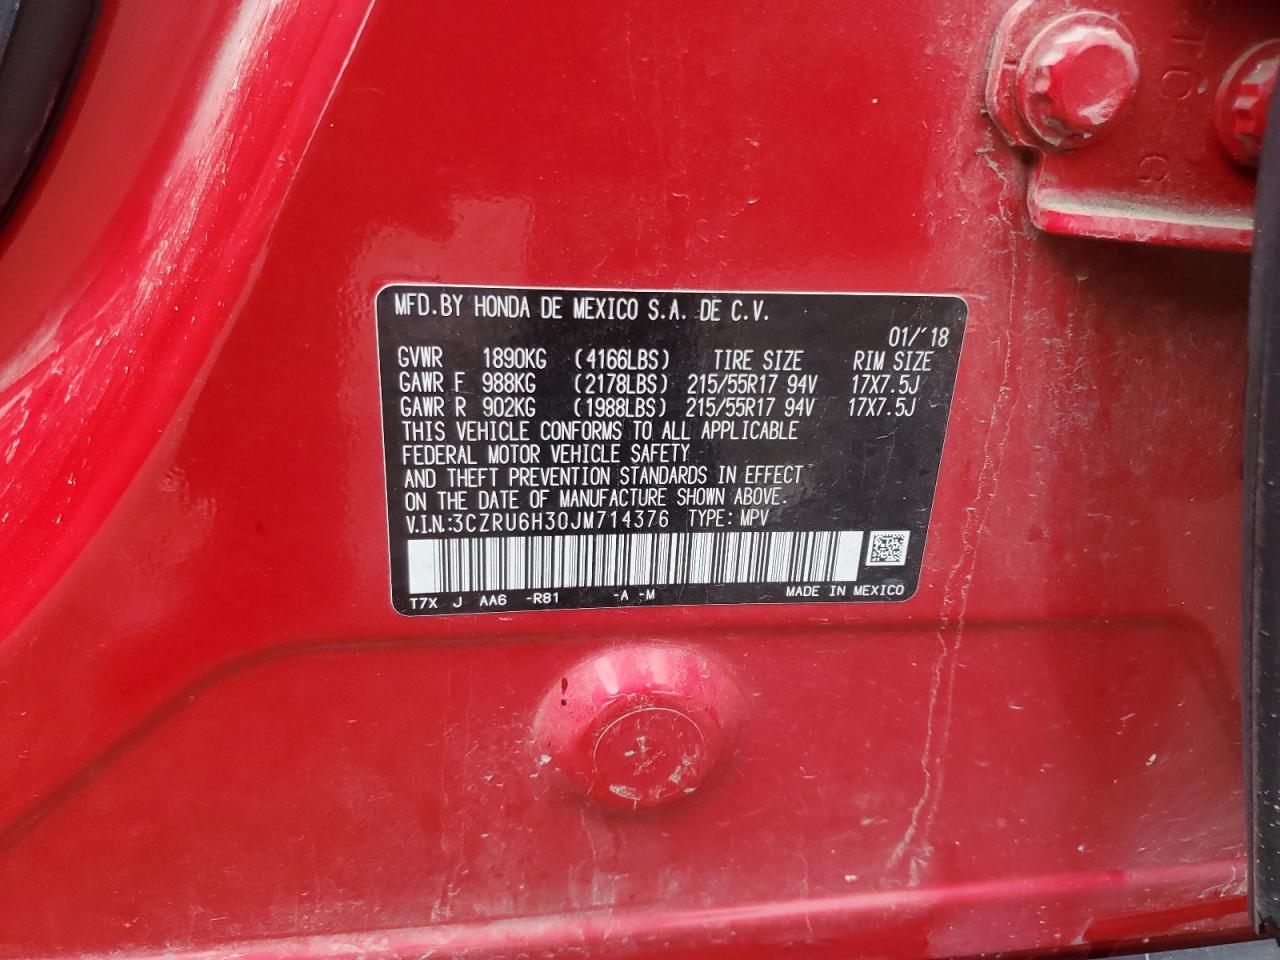 MFD.BY HONDA DE MEXICO S.A. DE C.V.
01/'18
GVWR 1890KG (4166LBS) TIRE SIZE RIM SIZE
GAWR F 988KG (2178LBS) 215/55R17 94V 17X7.5J
GAWR R 902KG (1988LBS) 215/55R17 94V 17X7.5J
THIS VEHICLE CONFORMS TO ALL APPLICABLE
FEDERAL MOTOR VEHICLE SAFETY
AND THEFT PREVENTION STANDARDS IN EFFECT
ON THE DATE OF MANUFACTURE SHOWN ABOVE.
V.I.N.:3CZRU6H30JM714376 TYPE: MPV
T7X J AA6 -R81 -A -M MADE IN MEXICO